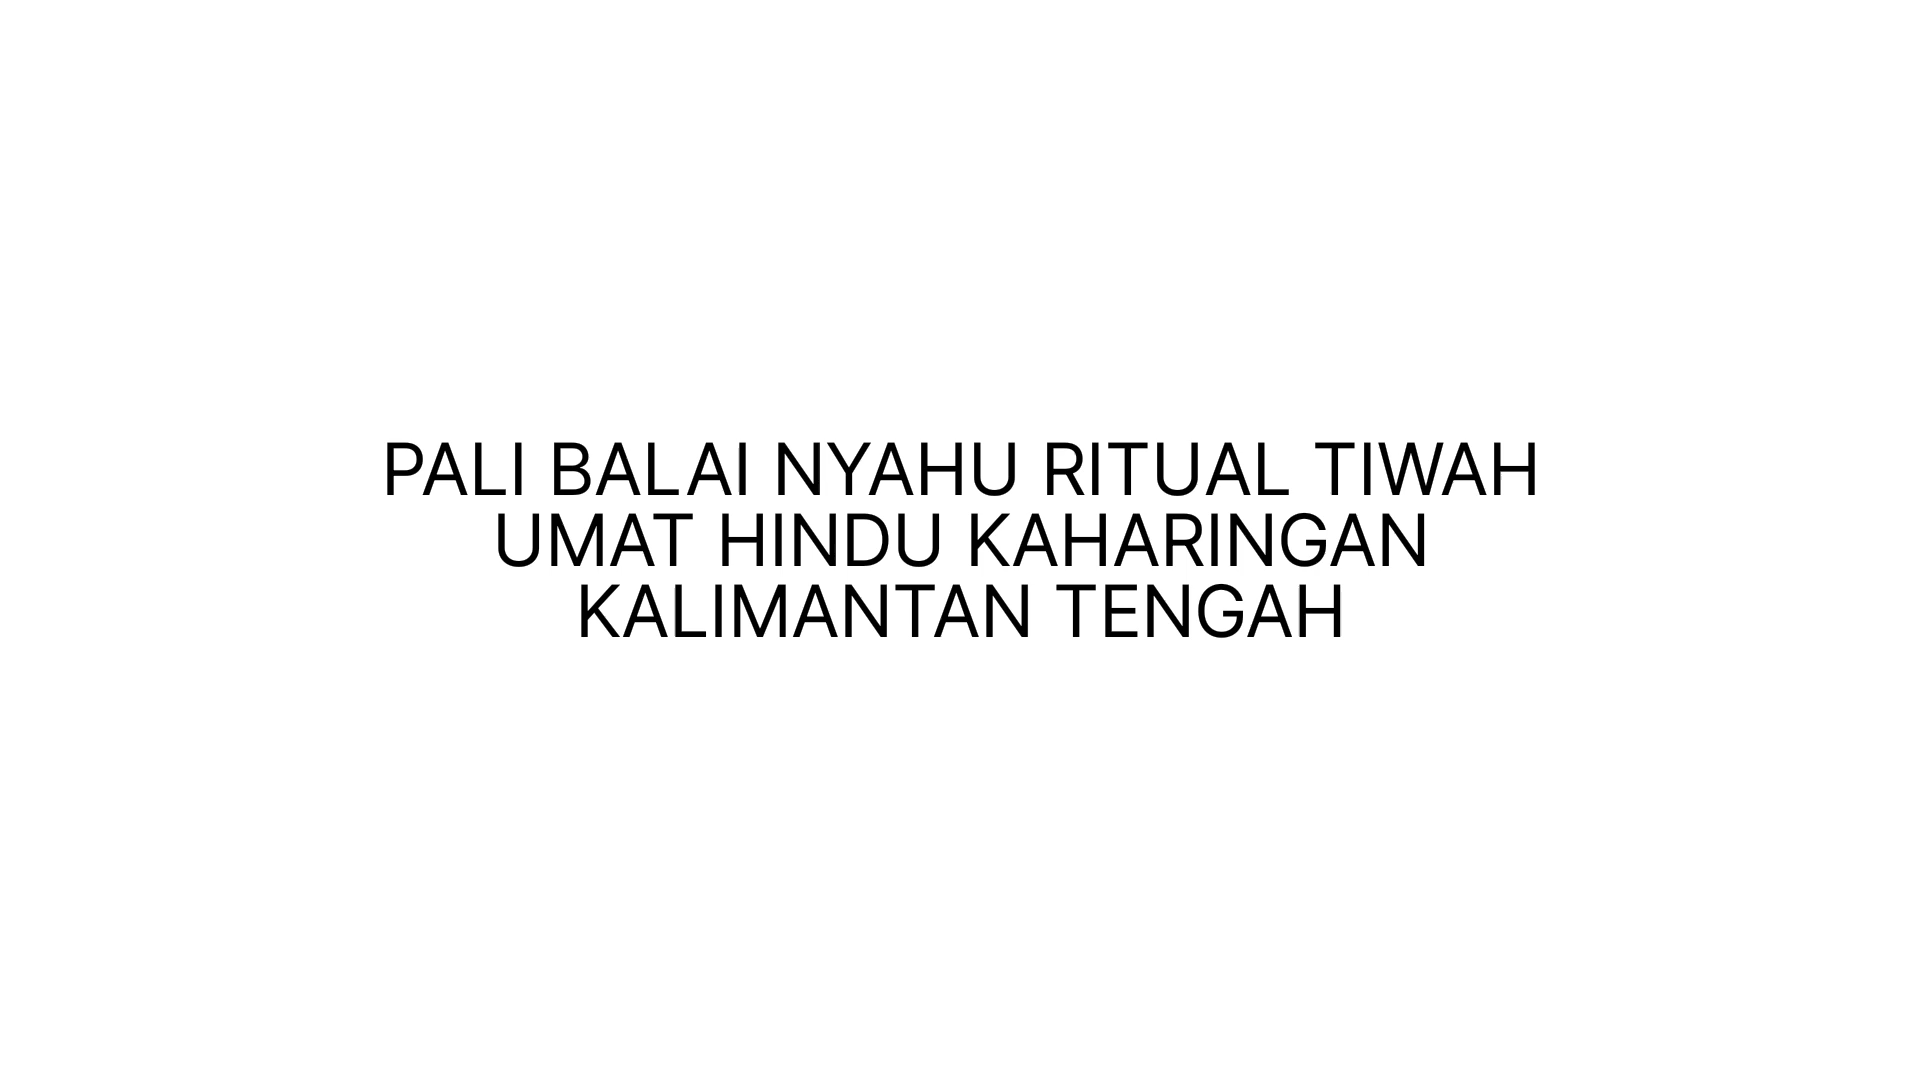 PALI BALAI NYAHU RITUAL TIWAH
UMAT HINDU KAHARINGAN
KALIMANTAN TENGAH